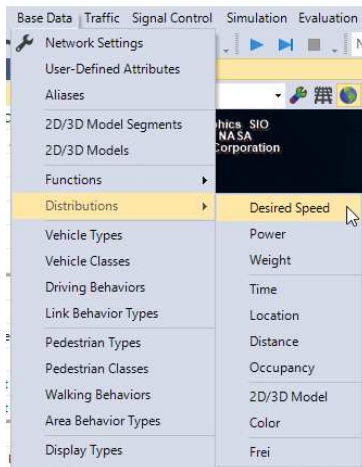 Base Data Traffic Signal Control Simulation Evaluation
Network Settings
User-Defined Attributes
Aliases
2D/3D Model Segments
2D/3D Models
Functions
Distributions
Vehicle Types
Vehicle Classes
Driving Behaviors
Link Behavior Types
Pedestrian Types
Pedestrian Classes
Walking Behaviors
Area Behavior Types
Display Types
phics SIO
NASA
Corporation
Desired Speed
Power
Weight
Time
Location
Distance
Occupancy
2D/3D Model
Color
Frei